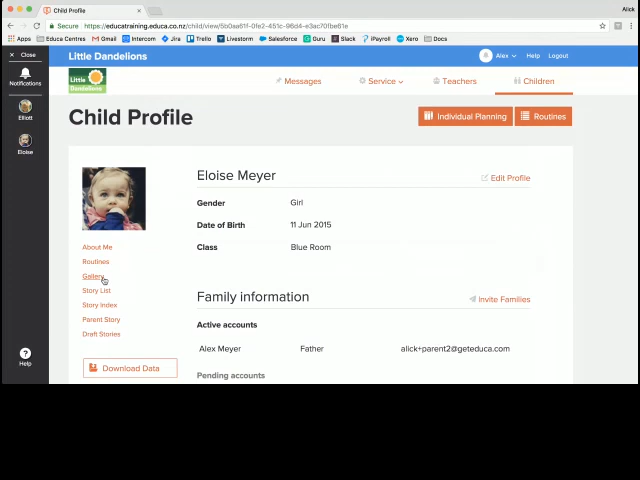 Child Profile
Alick
Secure https://educatraining.educa.co.nz/child/view/5b0aa61f-0fe2-451c-96d4-e3ac70fbe61e
Apps Educa Centres Gmail Intercom Jira Trello Livestorm Salesforce Guru Slack iPayroll Xero Docs
Close
Little Dandelions
Alex Help Logout
Notifications
Little Dandelions
Messages Service Teachers Children
Elliott
Child Profile
Individual Planning Routines
Eloise
Eloise Meyer
Edit Profile
Gender Girl
Date of Birth 11 Jun 2015
Class Blue Room
About Me
Routines
Gallery
Story List
Story Index
Parent Story
Draft Stories
Family information
Invite Families
Active accounts
Alex Meyer Father alick+parent2@geteduca.com
Pending accounts
Help
Download Data